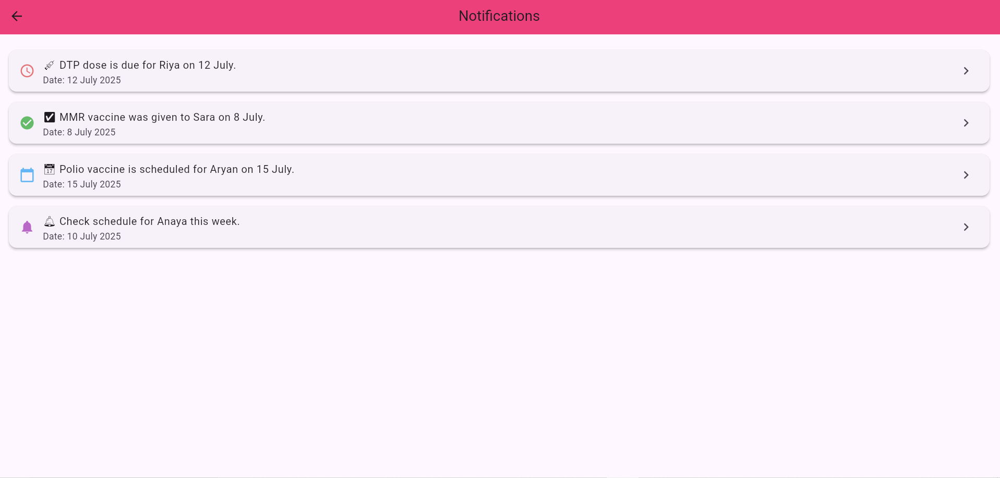 Notifications
💉 DTP dose is due for Riya on 12 July.
Date: 12 July 2025
☑ MMR vaccine was given to Sara on 8 July.
Date: 8 July 2025
📅 Polio vaccine is scheduled for Aryan on 15 July.
Date: 15 July 2025
🔔 Check schedule for Anaya this week.
Date: 10 July 2025